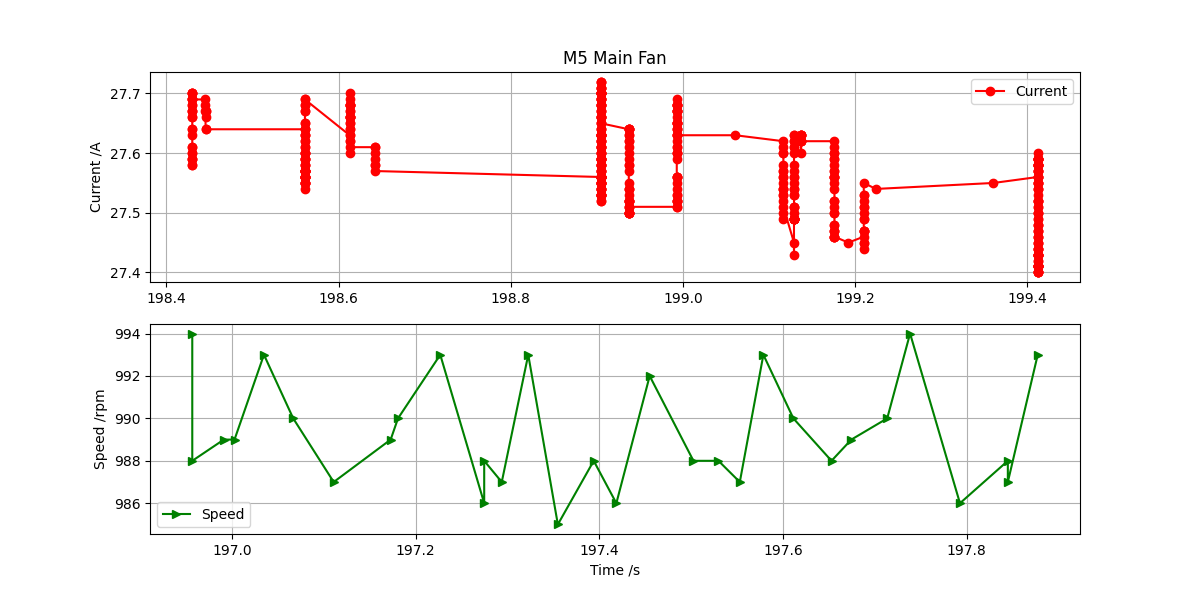 M5 Main Fan
Current /A
27.7
27.6
27.5
27.4
Current
198.4 198.6 198.8 199.0 199.2 199.4
Speed /rpm
994
992
990
988
986
Speed
197.0 197.2 197.4 197.6 197.8
Time /s